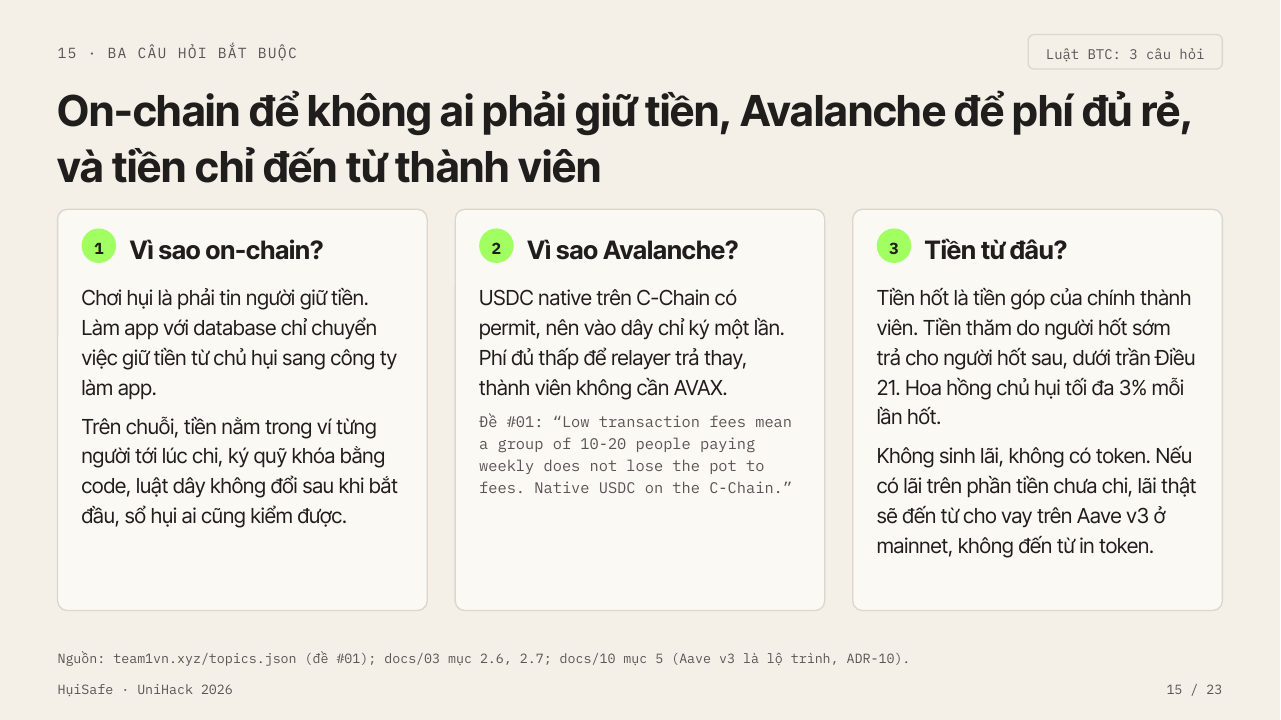 15 · BA CÂU HỎI BẮT BUỘC
Luật BTC: 3 câu hỏi
On-chain để không ai phải giữ tiền, Avalanche để phí đủ rẻ,
và tiền chỉ đến từ thành viên
1 Vì sao on-chain?
Chơi hụi là phải tin người giữ tiền.
Làm app với database chỉ chuyển
việc giữ tiền từ chủ hụi sang công ty
làm app.
Trên chuỗi, tiền nằm trong ví từng
người tới lúc chi, ký quỹ khóa bằng
code, luật dây không đổi sau khi bắt
đầu, sổ hụi ai cũng kiểm được.
2 Vì sao Avalanche?
USDC native trên C-Chain có
permit, nên vào dây chỉ ký một lần.
Phí đủ thấp để relayer trả thay,
thành viên không cần AVAX.
Đề #01: “Low transaction fees mean
a group of 10-20 people paying
weekly does not lose the pot to
fees. Native USDC on the C-Chain.”
3 Tiền từ đâu?
Tiền hốt là tiền góp của chính thành
viên. Tiền thăm do người hốt sớm
trả cho người hốt sau, dưới trần Điều
21. Hoa hồng chủ hụi tối đa 3% mỗi
lần hốt.
Không sinh lãi, không có token. Nếu
có lãi trên phần tiền chưa chi, lãi thật
sẽ đến từ cho vay trên Aave v3 ở
mainnet, không đến từ in token.
Nguồn: team1vn.xyz/topics.json (đề #01); docs/03 mục 2.6, 2.7; docs/10 mục 5 (Aave v3 là lộ trình, ADR-10).
HụiSafe · UniHack 2026
15 / 23